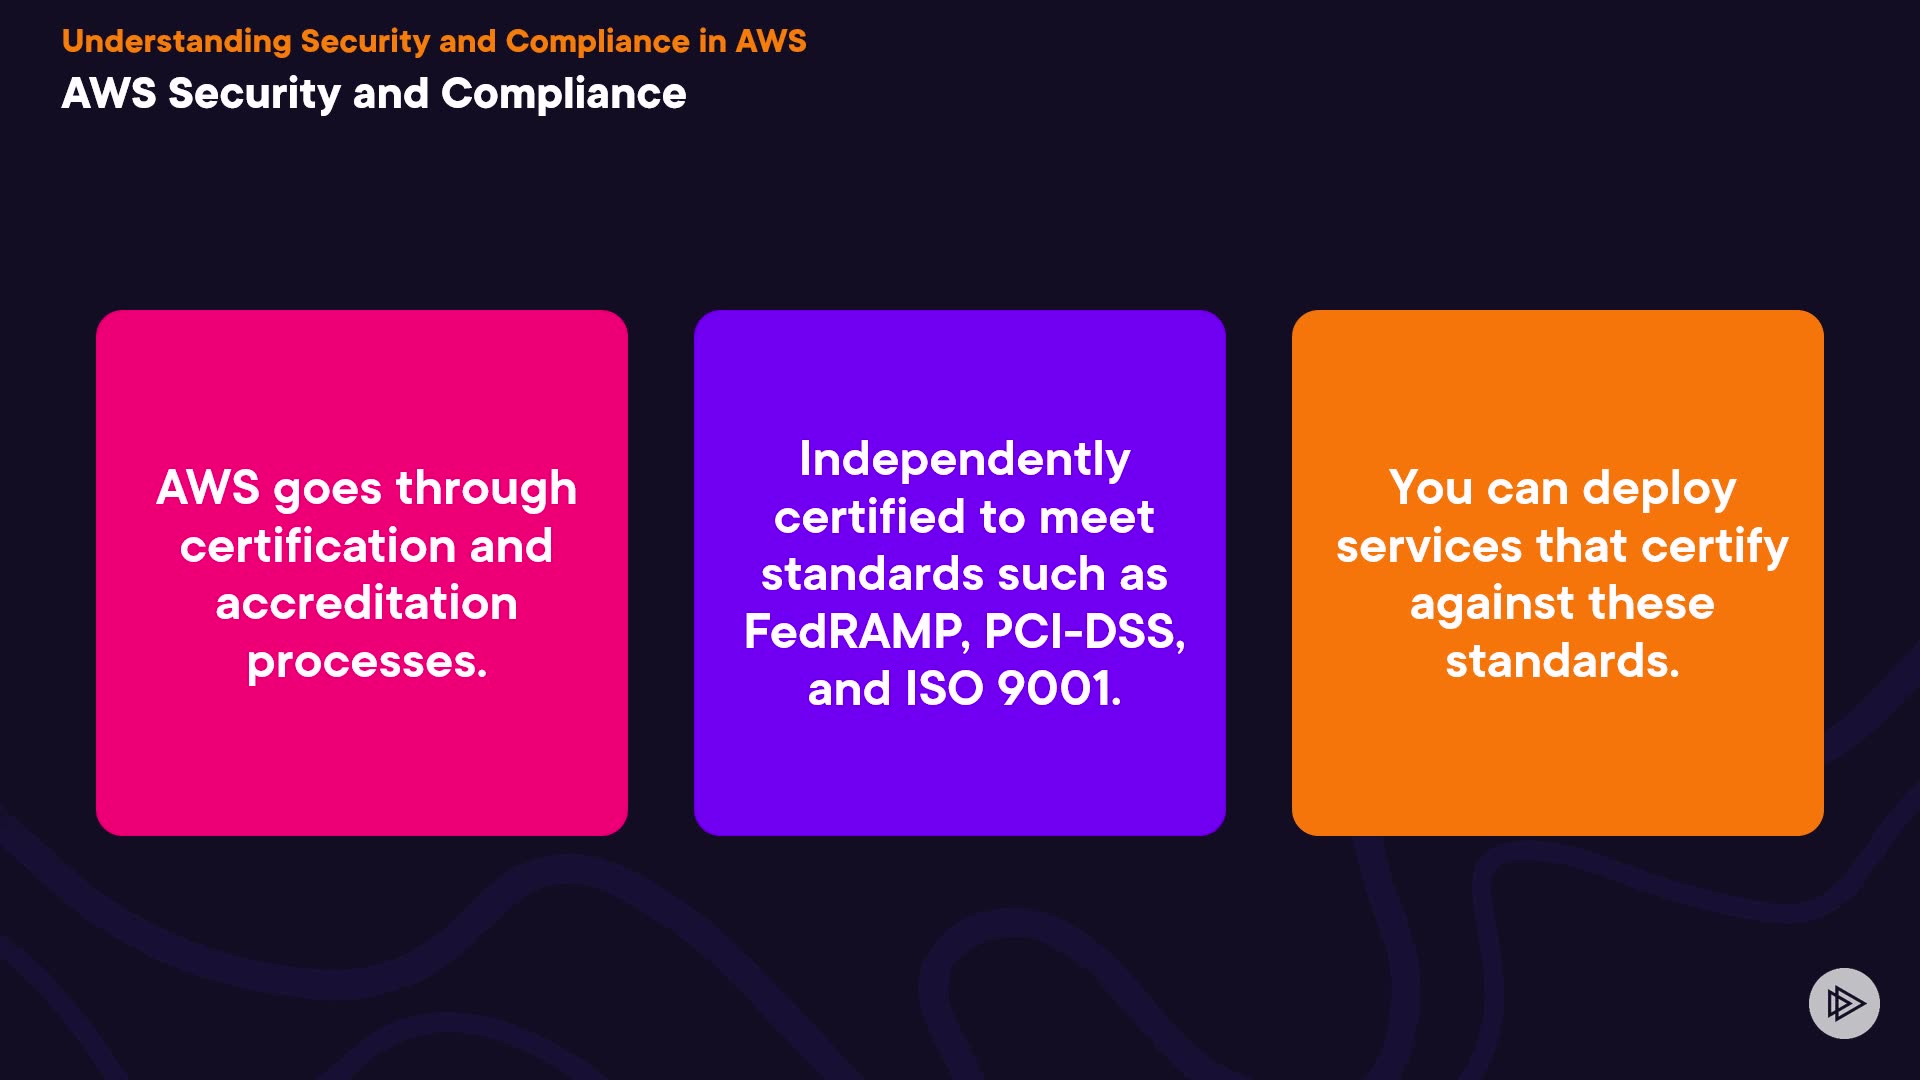 Understanding Security and Compliance in AWS
AWS Security and Compliance
AWS goes through
certification and
accreditation
processes.
Independently
certified to meet
standards such as
FedRAMP, PCI-DSS,
and ISO 9001.
You can deploy
services that certify
against these
standards.